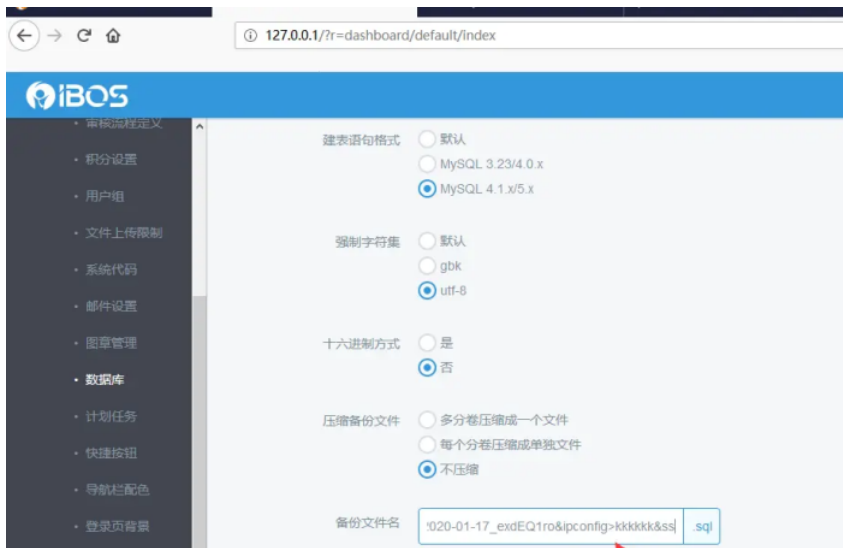 127.0.0.1/?r=dashboard/default/index
IBOS
审核流程定义
积分设置
用户组
文件上传限制
系统代码
邮件设置
图章管理
数据库
计划任务
快捷按钮
导航栏配色
登录页背景
建表语句格式
默认
MySQL 3.23/4.0.x
MySQL 4.1.x/5.x
强制字符集
默认
gbk
utf-8
十六进制方式
是
否
压缩备份文件
多分卷压缩成一个文件
每个分卷压缩成单独文件
不压缩
备份文件名
2020-01-17_exdEQ1ro&ipconfig>kkkkkk&ss .sql